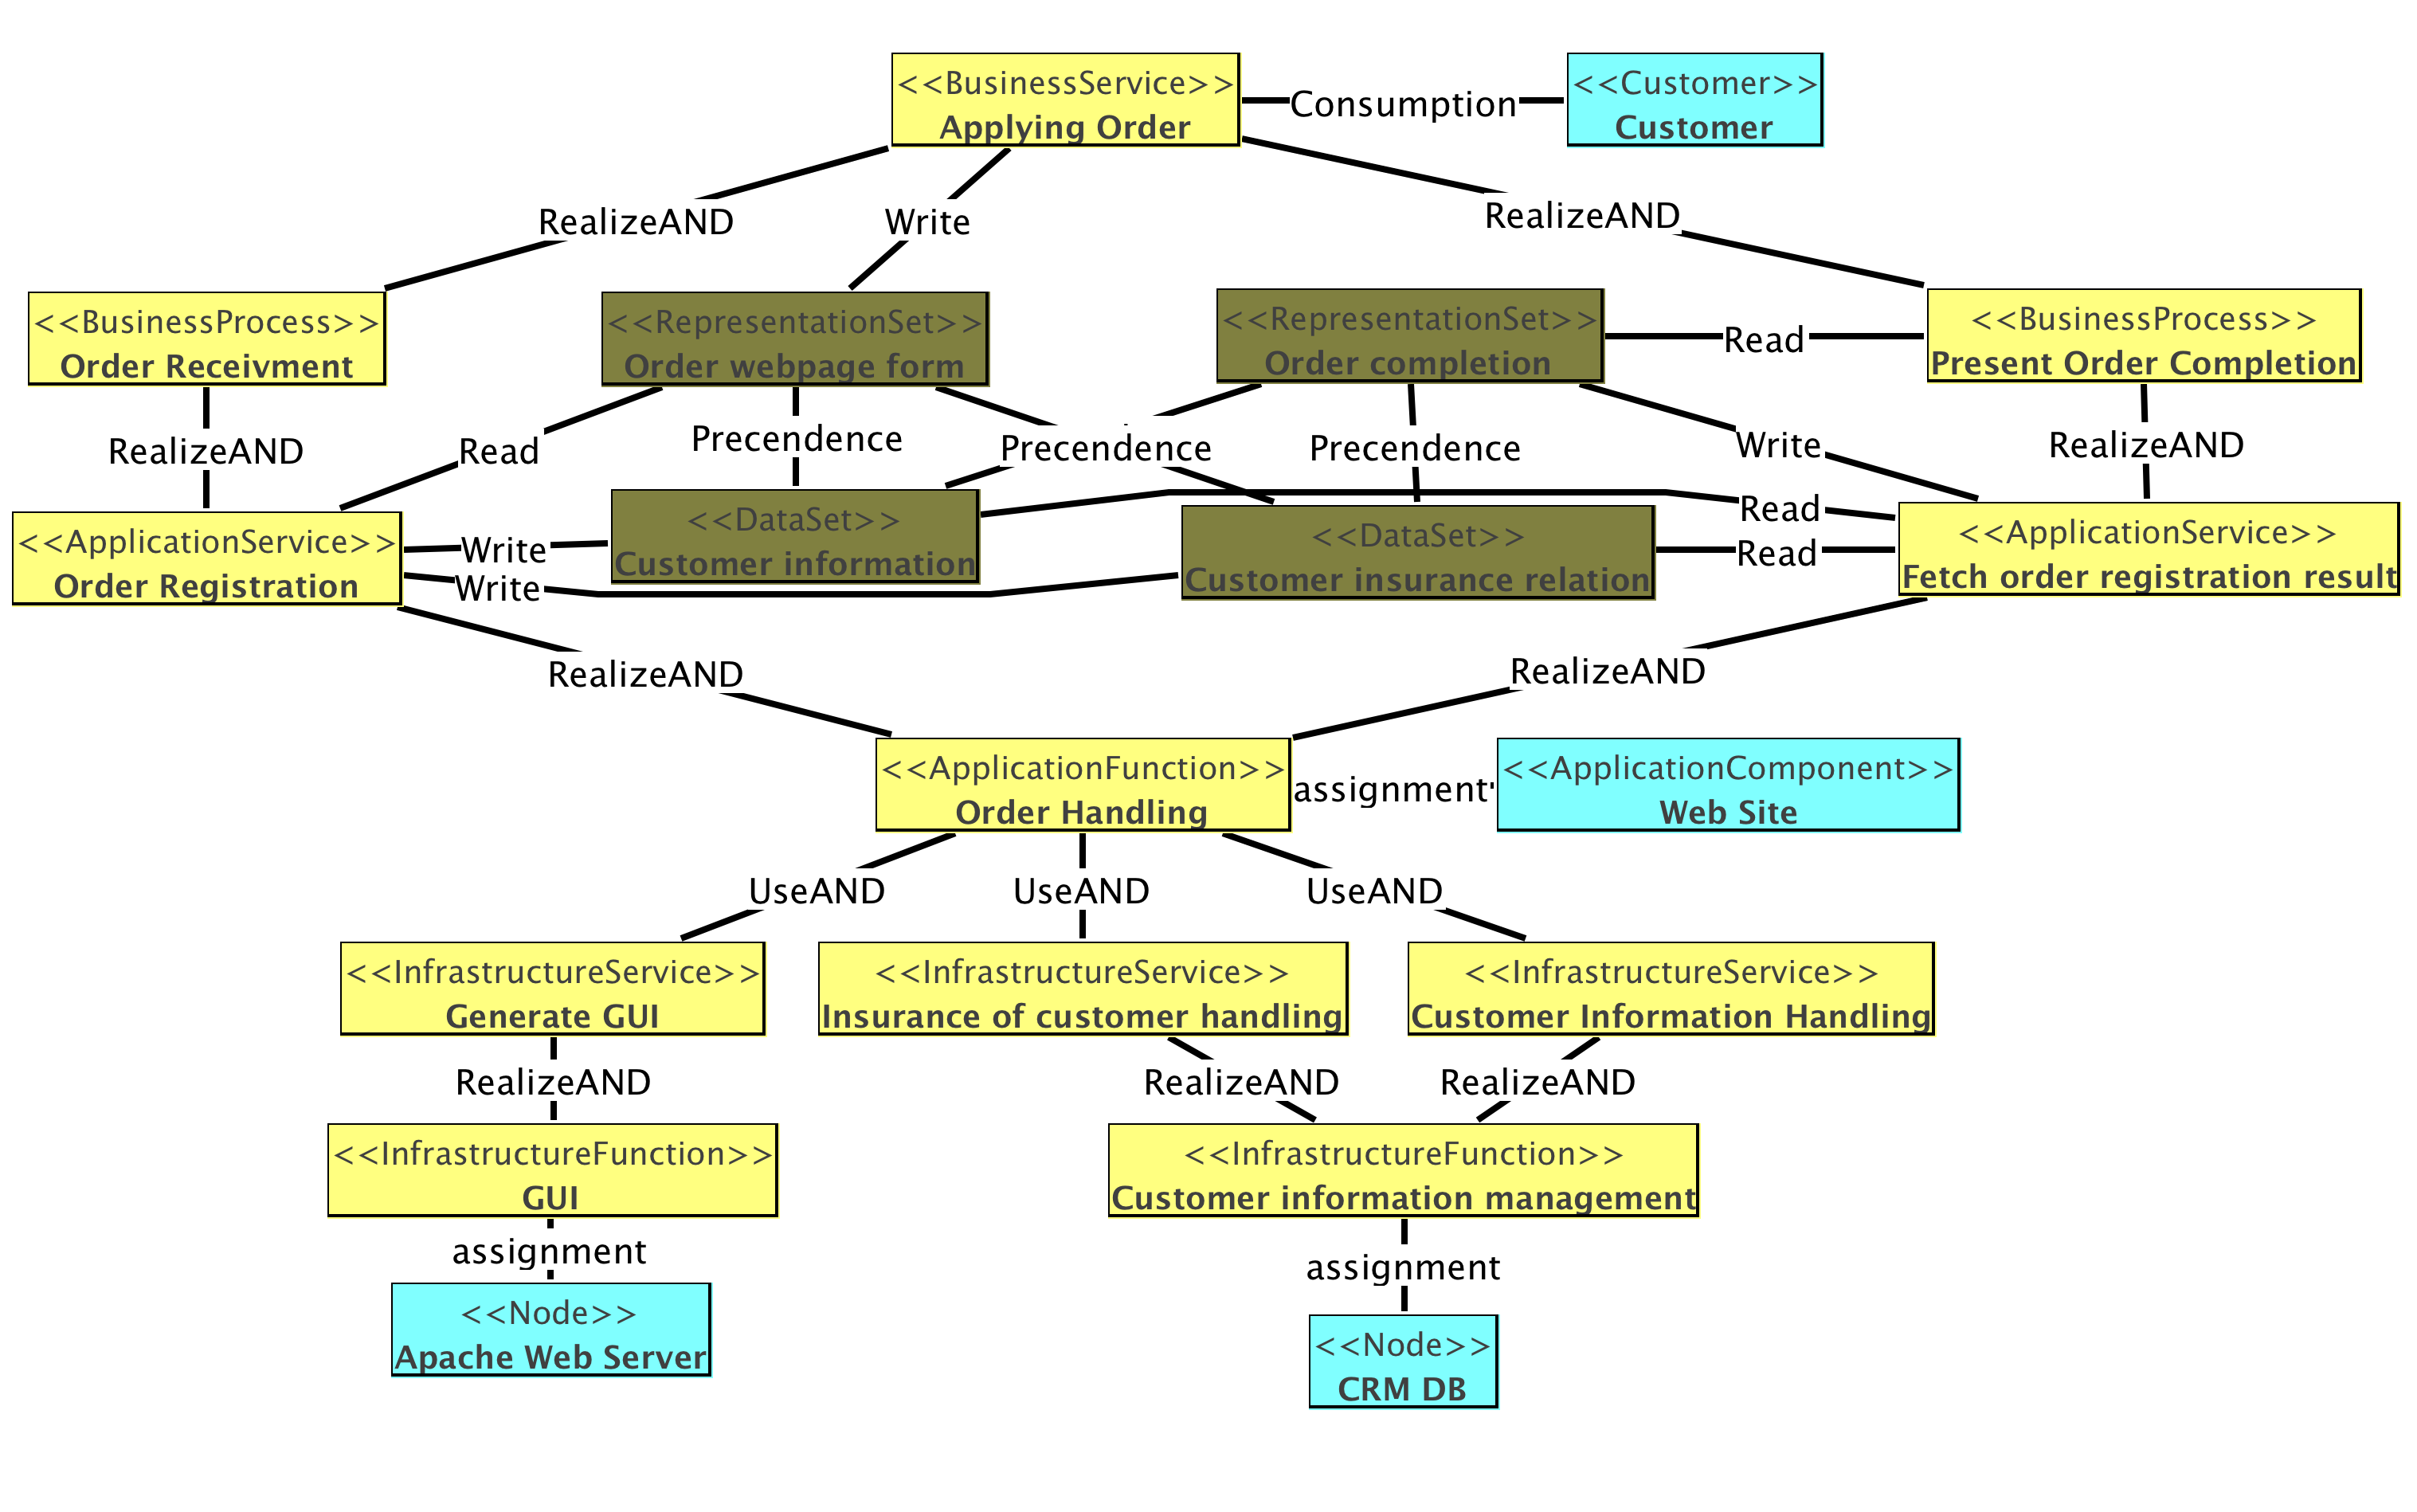 <<BusinessService>>
Applying Order
Consumption
<<Customer>>
Customer
RealizeAND
Write
RealizeAND
<<BusinessProcess>>
Order Receivment
<<RepresentationSet>>
Order webpage form
<<RepresentationSet>>
Order completion
Read
<<BusinessProcess>>
Present Order Completion
RealizeAND
Read
Precendence
Precendence
Precendence
Write
RealizeAND
<<ApplicationService>>
Order Registration
Write
Write
<<DataSet>>
Customer information
<<DataSet>>
Customer insurance relation
Read
Read
<<ApplicationService>>
Fetch order registration result
RealizeAND
RealizeAND
<<ApplicationFunction>>
Order Handling
assignment
<<ApplicationComponent>>
Web Site
UseAND
UseAND
UseAND
<<InfrastructureService>>
Generate GUI
<<InfrastructureService>>
Insurance of customer handling
<<InfrastructureService>>
Customer Information Handling
RealizeAND
RealizeAND
RealizeAND
<<InfrastructureFunction>>
GUI
<<InfrastructureFunction>>
Customer information management
assignment
assignment
<<Node>>
Apache Web Server
<<Node>>
CRM DB